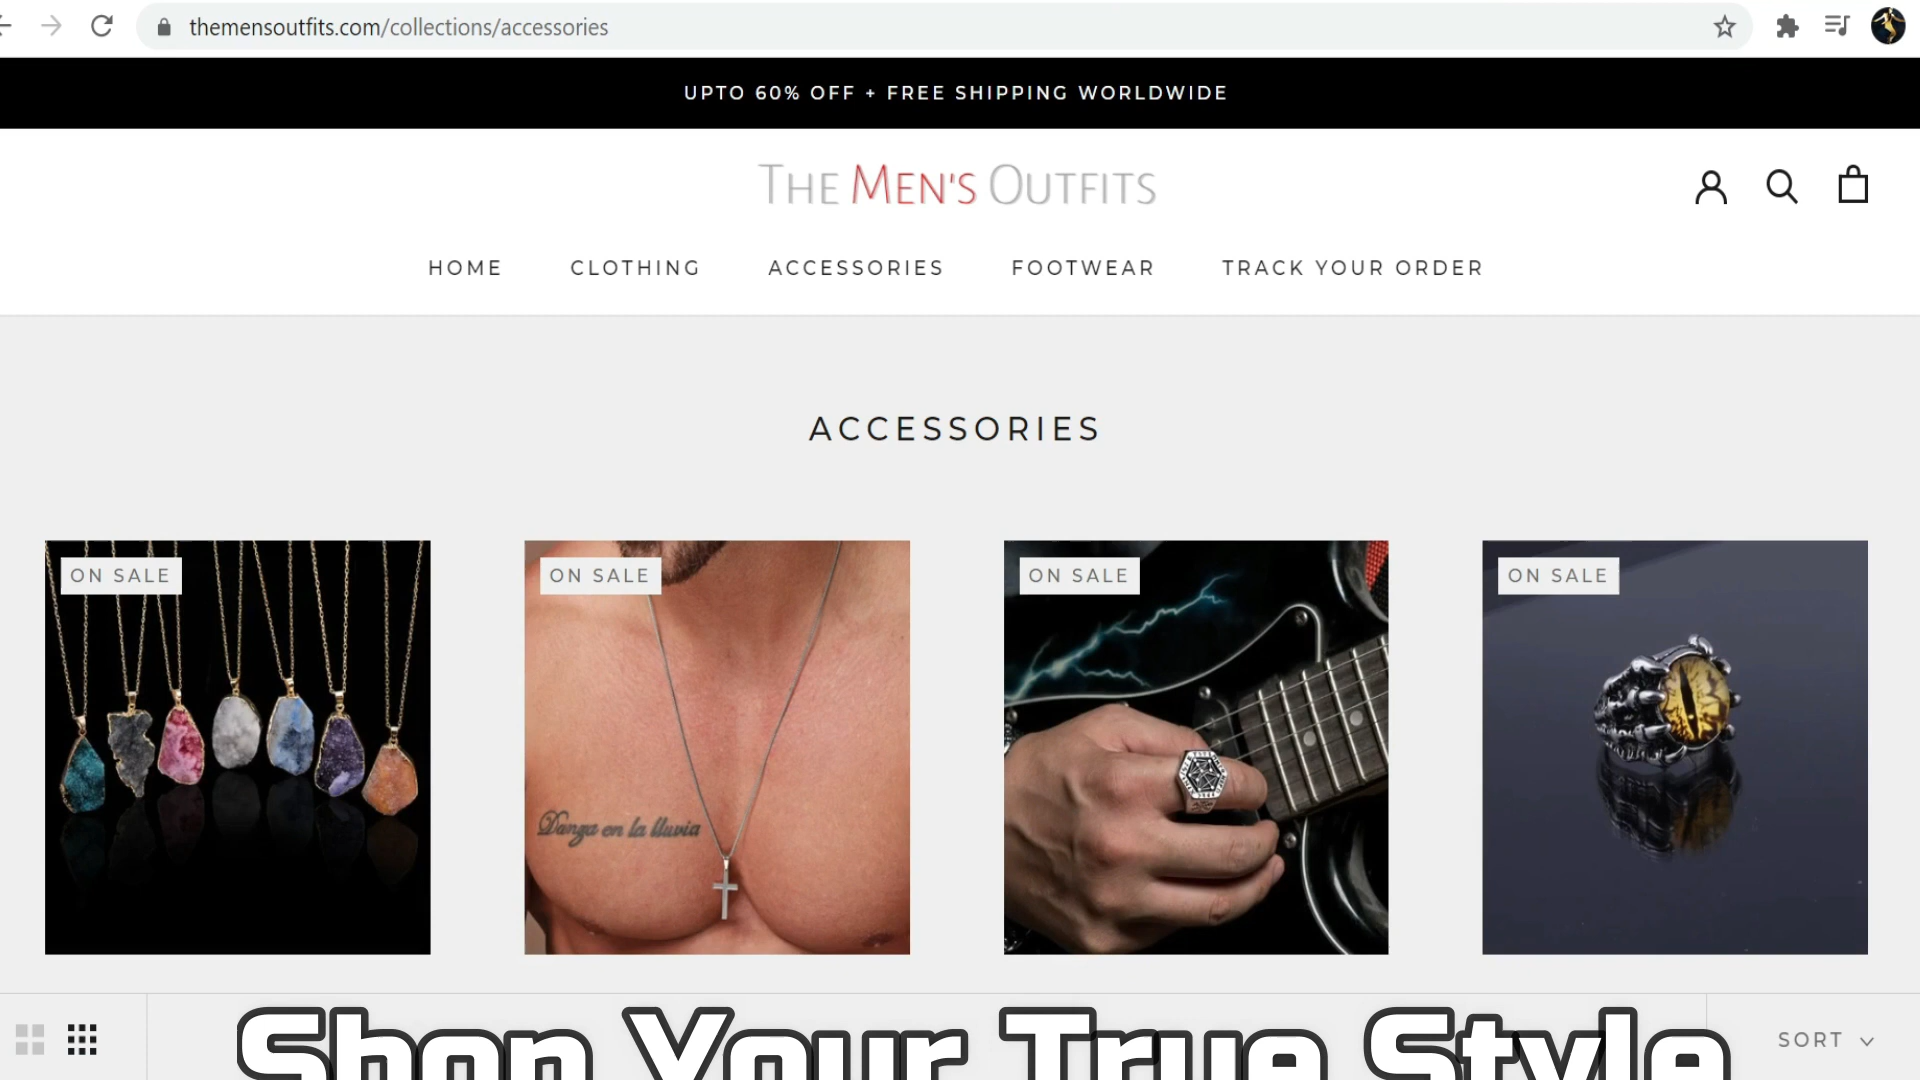 themensoutfits.com/collections/accessories
UPTO 60% OFF + FREE SHIPPING WORLDWIDE
THE MEN'S OUTFITS
HOME CLOTHING ACCESSORIES FOOTWEAR TRACK YOUR ORDER
ACCESSORIES
ON SALE ON SALE ON SALE ON SALE
Danza en la lluvia
SORT
Shop Your True Style